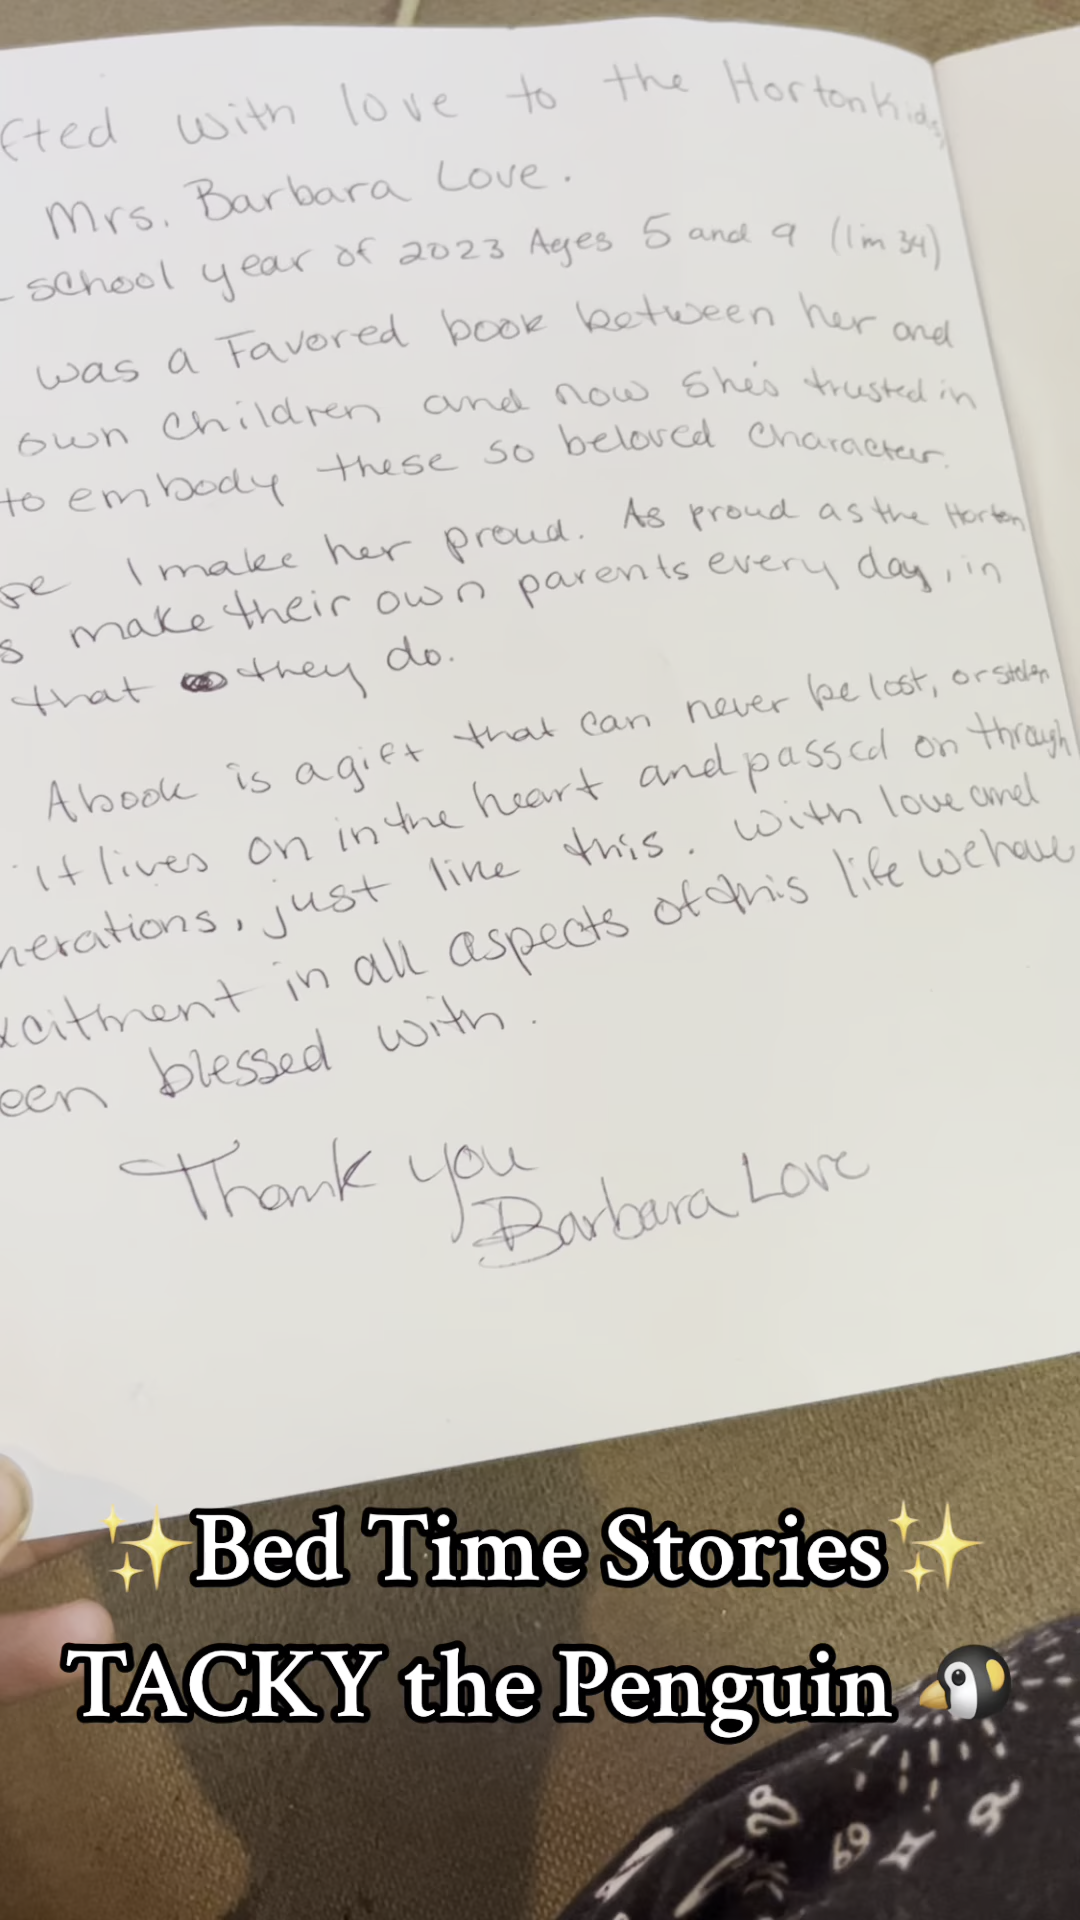 fted with love to the Horton Kids,
Mrs. Barbara Love.
school year of 2023 Ages 5 and 9 (I'm 34)
was a Favored book between her and
own children and now she's trusted in
to embody these so beloved character.
I make her proud. As proud as the Horton
s make their own parents every day, in
that they do.
A book is a gift that can never be lost, or stolen
it lives on in the heart and passed on through
nerations, just like this. With love and
xcitment in all aspects of this life we have
een blessed with.
Thank you
Barbara Love
✨Bed Time Stories✨
TACKY the Penguin 🐧
69